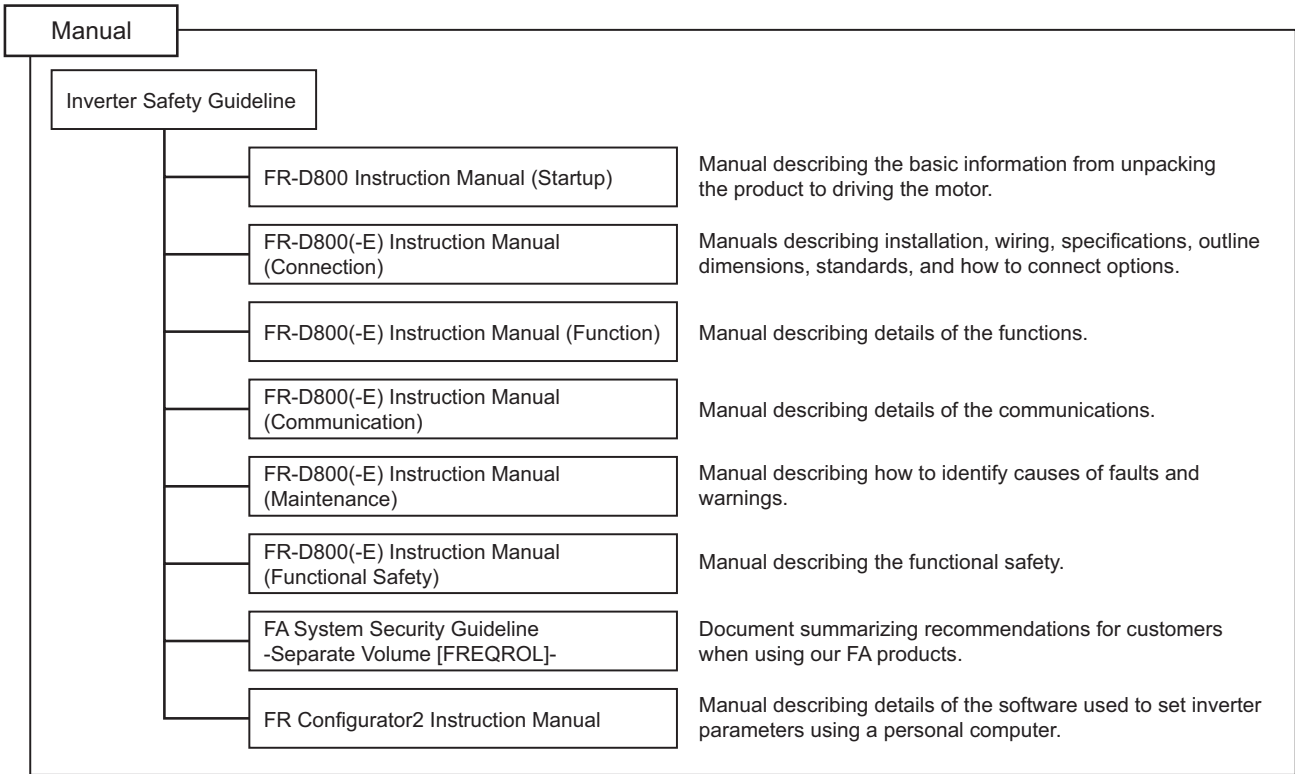 Manual
Inverter Safety Guideline
FR-D800 Instruction Manual (Startup)
Manual describing the basic information from unpacking
the product to driving the motor.
FR-D800(-E) Instruction Manual
(Connection)
Manuals describing installation, wiring, specifications, outline
dimensions, standards, and how to connect options.
FR-D800(-E) Instruction Manual (Function)
Manual describing details of the functions.
FR-D800(-E) Instruction Manual
(Communication)
Manual describing details of the communications.
FR-D800(-E) Instruction Manual
(Maintenance)
Manual describing how to identify causes of faults and
warnings.
FR-D800(-E) Instruction Manual
(Functional Safety)
Manual describing the functional safety.
FA System Security Guideline
-Separate Volume [FREQROL]-
Document summarizing recommendations for customers
when using our FA products.
FR Configurator2 Instruction Manual
Manual describing details of the software used to set inverter
parameters using a personal computer.